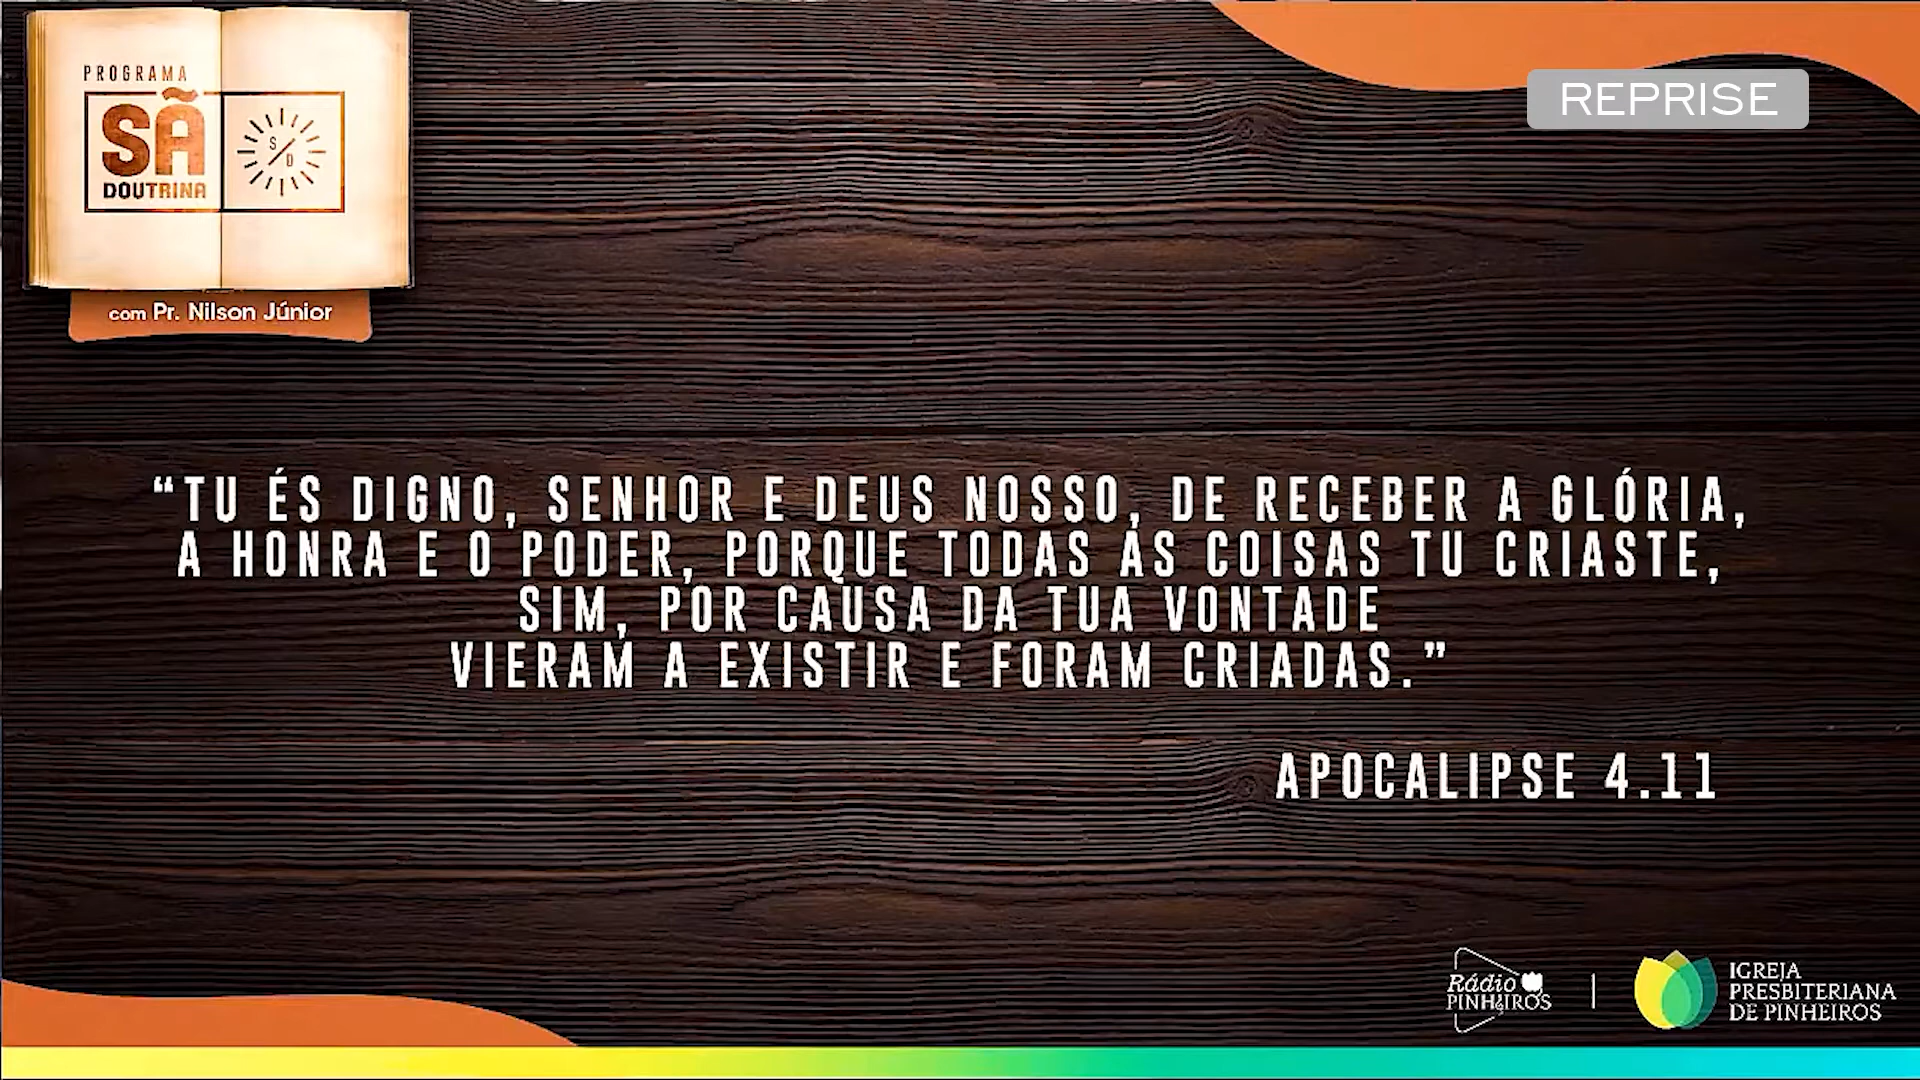 PROGRAMA
SÃ
DOUTRINA
S/D
com Pr. Nilson Júnior
REPRISE
“TU ÉS DIGNO, SENHOR E DEUS NOSSO, DE RECEBER A GLÓRIA,
A HONRA E O PODER, PORQUE TODAS AS COISAS TU CRIASTE,
SIM, POR CAUSA DA TUA VONTADE
VIERAM A EXISTIR E FORAM CRIADAS.”
APOCALIPSE 4.11
Rádio
PINHEIROS
IGREJA
PRESBITERIANA
DE PINHEIROS